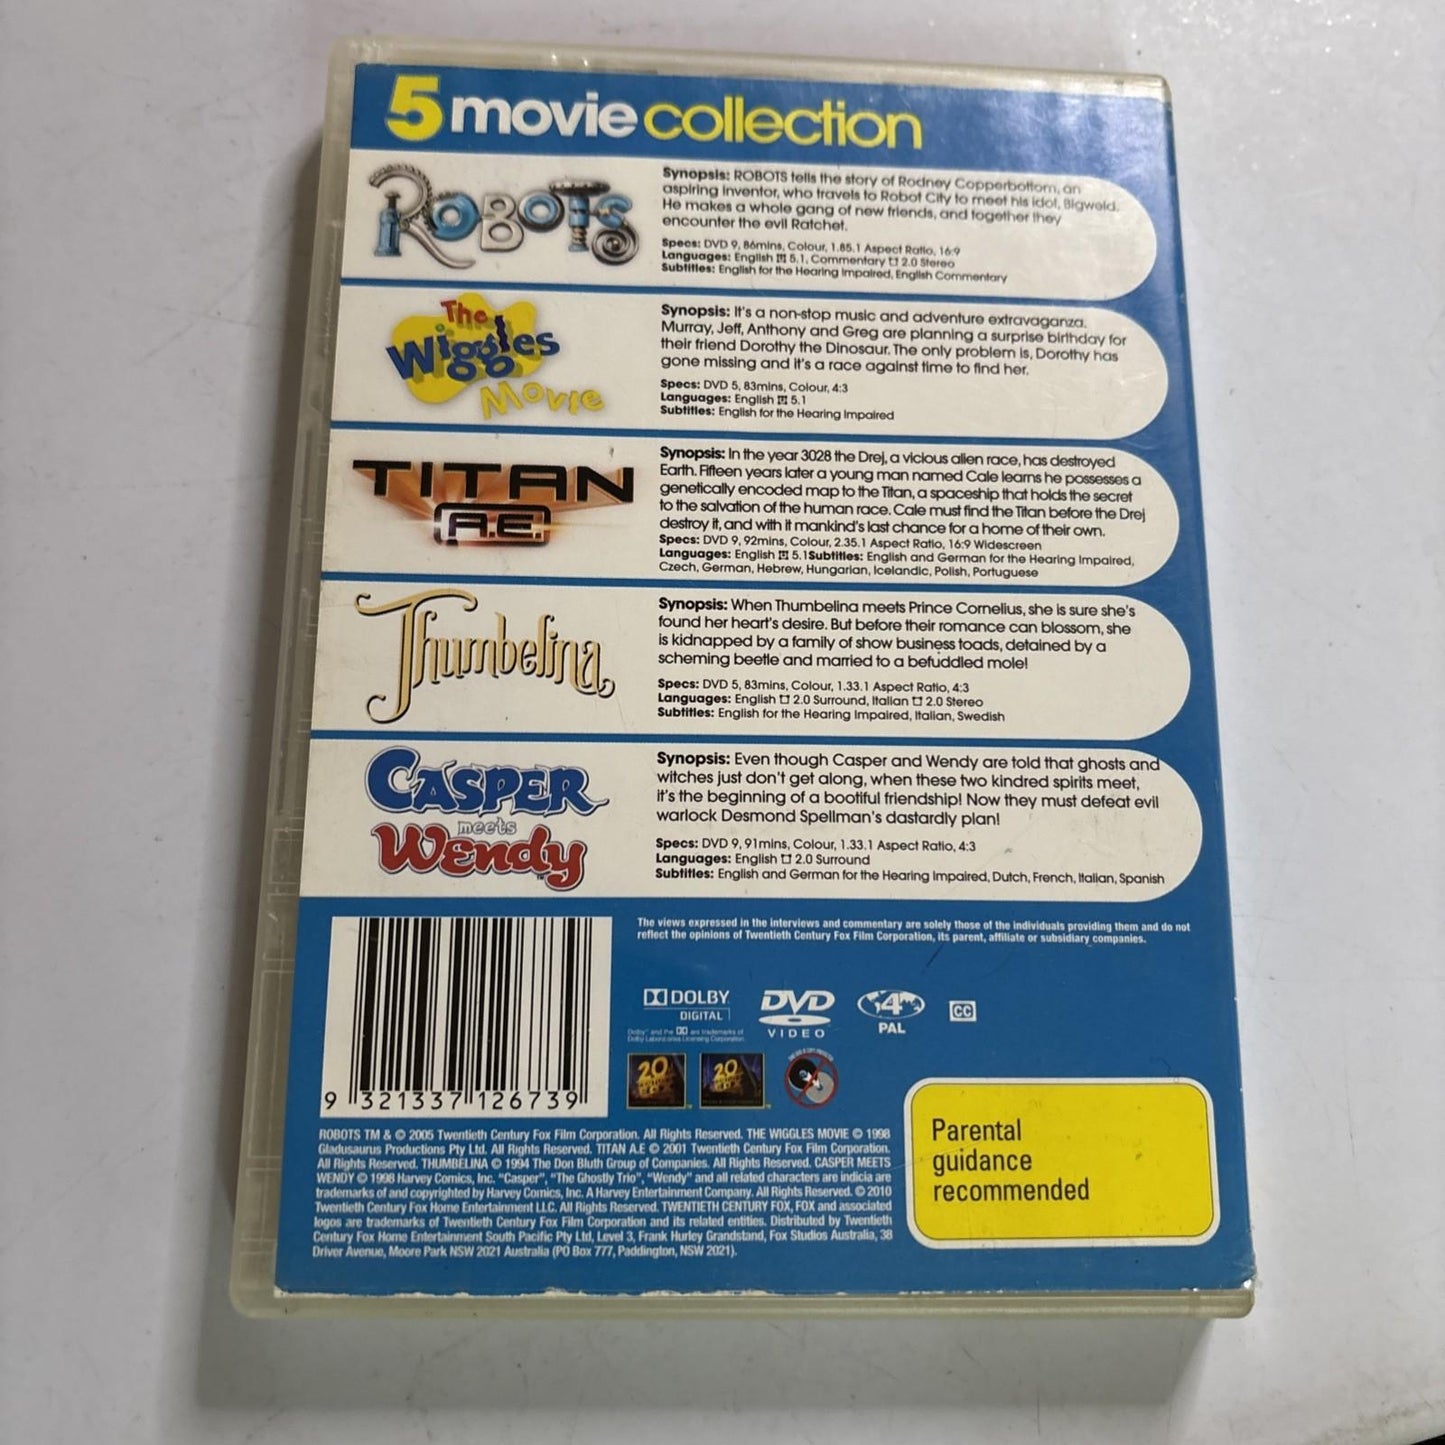 5 movie collection
ROBOTS
Synopsis: ROBOTS tells the story of Rodney Copperbottom, an
aspiring inventor, who travels to Robot City to meet his idol, Bigweld.
He makes a whole gang of new friends, and together they
encounter the evil Ratchet.
Specs: DVD 9, 86mins, Colour, 1.85.1 Aspect Ratio, 16:9
Languages: English 5.1, Commentary 2.0 Stereo
Subtitles: English for the Hearing Impaired, English Commentary
The
Wiggles
Movie
Synopsis: It's a non-stop music and adventure extravaganza.
Murray, Jeff, Anthony and Greg are planning a surprise birthday for
their friend Dorothy the Dinosaur. The only problem is, Dorothy has
gone missing and it's a race against time to find her.
Specs: DVD 5, 83mins, Colour, 4:3
Languages: English 5.1
Subtitles: English for the Hearing Impaired
TITAN
A.E.
Synopsis: In the year 3028 the Drej, a vicious alien race, has destroyed
Earth. Fifteen years later a young man named Cale learns he possesses a
genetically encoded map to the Titan, a spaceship that holds the secret
to the salvation of the human race. Cale must find the Titan before the Drej
destroy it, and with it mankind's last chance for a home of their own.
Specs: DVD 9, 92mins, Colour, 2.35.1 Aspect Ratio, 16:9 Widescreen
Languages: English 5.1 Subtitles: English and German for the Hearing Impaired,
Czech, German, Hebrew, Hungarian, Icelandic, Polish, Portuguese
Thumbelina
Synopsis: When Thumbelina meets Prince Cornelius, she is sure she's
found her heart's desire. But before their romance can blossom, she
is kidnapped by a family of show business toads, detained by a
scheming beetle and married to a befuddled mole!
Specs: DVD 5, 83mins, Colour, 1.33.1 Aspect Ratio, 4:3
Languages: English 2.0 Surround, Italian 2.0 Stereo
Subtitles: English for the Hearing Impaired, Italian, Swedish
CASPER
meets
Wendy
TM
Synopsis: Even though Casper and Wendy are told that ghosts and
witches just don't get along, when these two kindred spirits meet,
it's the beginning of a bootiful friendship! Now they must defeat evil
warlock Desmond Spellman's dastardly plan!
Specs: DVD 9, 91mins, Colour, 1.33.1 Aspect Ratio, 4:3
Languages: English 2.0 Surround
Subtitles: English and German for the Hearing Impaired, Dutch, French, Italian, Spanish
The views expressed in the interviews and commentary are solely those of the individuals providing them and do not
reflect the opinions of Twentieth Century Fox Film Corporation, its parent, affiliate or subsidiary companies.
9 321337 126739
DOLBY
DIGITAL
Dolby and the are trademarks of
Dolby Laboratories Licensing Corporation.
DVD
VIDEO
4
PAL
CC
20
20
Parental
guidance
recommended
ROBOTS TM & © 2005 Twentieth Century Fox Film Corporation. All Rights Reserved. THE WIGGLES MOVIE © 1998
Gladusaurus Productions Pty Ltd. All Rights Reserved. TITAN A.E © 2001 Twentieth Century Fox Film Corporation.
All Rights Reserved. THUMBELINA © 1994 The Don Bluth Group of Companies. All Rights Reserved. CASPER MEETS
WENDY © 1998 Harvey Comics, Inc. "Casper", "The Ghostly Trio", "Wendy" and all related characters are indicia are
trademarks of and copyrighted by Harvey Comics, Inc. A Harvey Entertainment Company. All Rights Reserved. © 2010
Twentieth Century Fox Home Entertainment LLC. All Rights Reserved. TWENTIETH CENTURY FOX, FOX and associated
logos are trademarks of Twentieth Century Fox Film Corporation and its related entities. Distributed by Twentieth
Century Fox Home Entertainment South Pacific Pty Ltd, Level 3, Frank Hurley Grandstand, Fox Studios Australia, 38
Driver Avenue, Moore Park NSW 2021 Australia (PO Box 777, Paddington, NSW 2021).